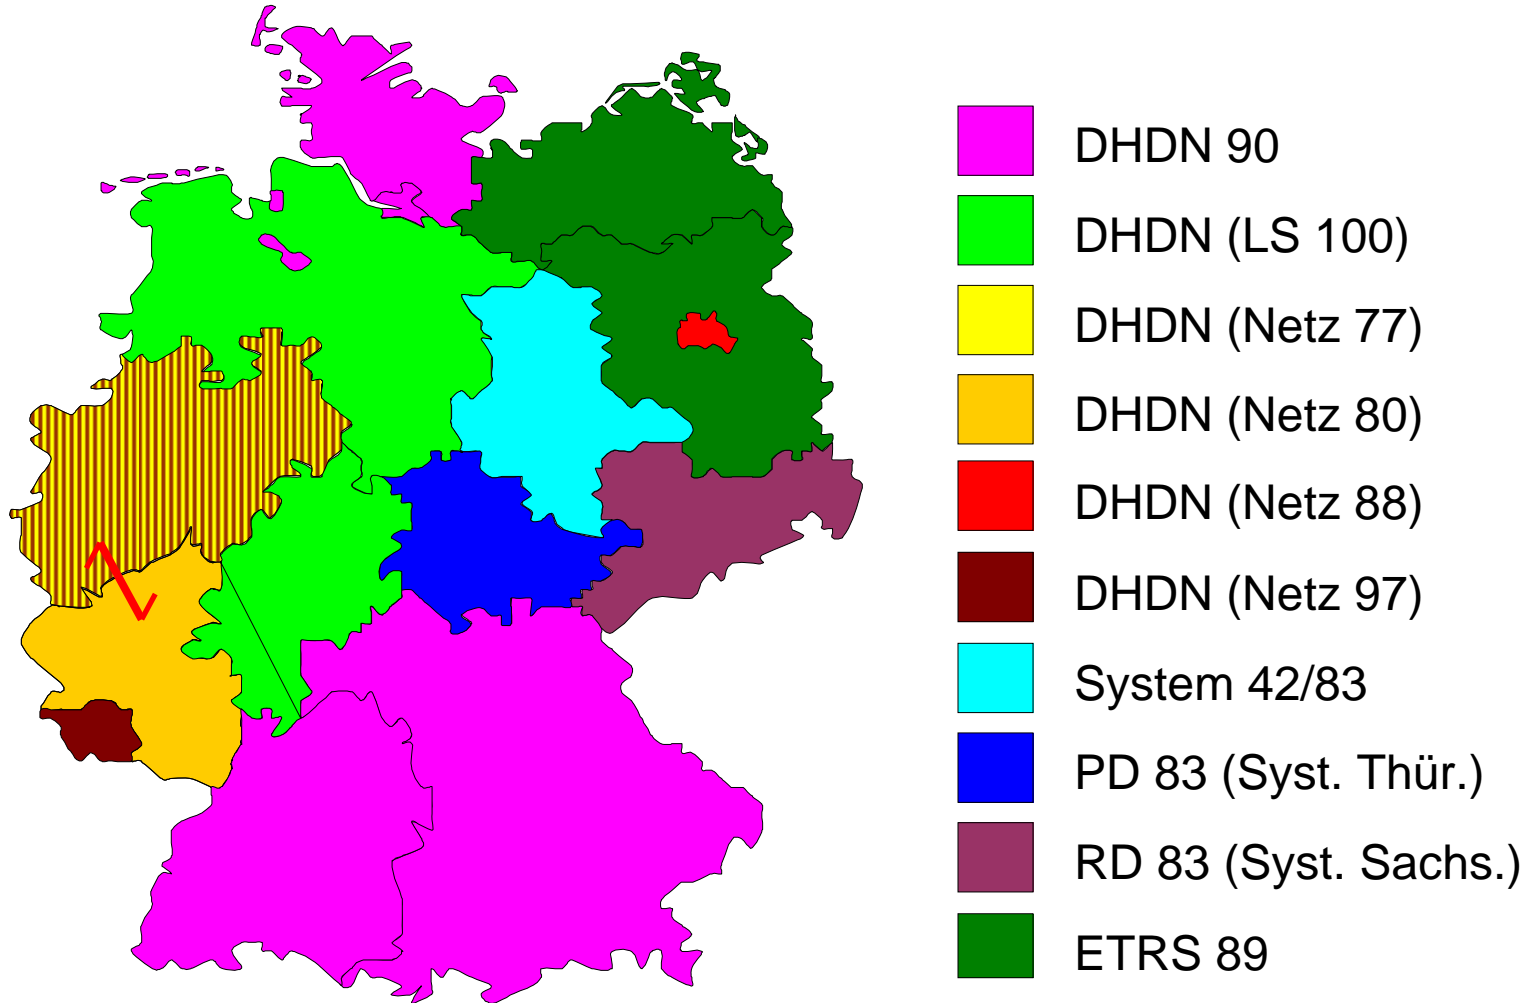 DHDN 90
DHDN (LS 100)
DHDN (Netz 77)
DHDN (Netz 80)
DHDN (Netz 88)
DHDN (Netz 97)
System 42/83
PD 83 (Syst. Thür.)
RD 83 (Syst. Sachs.)
ETRS 89